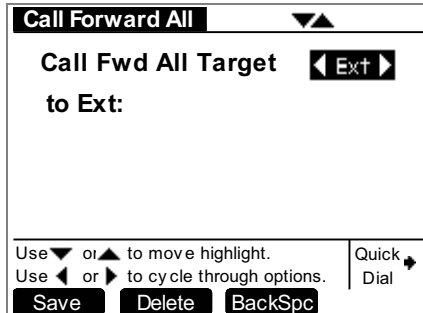 Call Forward All ▼▲
Call Fwd All Target ◀ Ext ▶
to Ext:
Use ▼ or ▲ to move highlight.
Use ◀ or ▶ to cycle through options.
Quick
Dial
Save Delete BackSpc